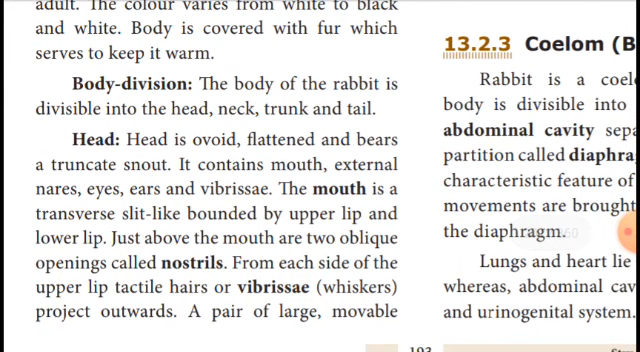 adult. The colour varies from white to black
and white. Body is covered with fur which
serves to keep it warm.
Body-division: The body of the rabbit is
divisible into the head, neck, trunk and tail.
Head: Head is ovoid, flattened and bears
a truncate snout. It contains mouth, external
nares, eyes, ears and vibrissae. The mouth is a
transverse slit-like bounded by upper lip and
lower lip. Just above the mouth are two oblique
openings called nostrils. From each side of the
upper lip tactile hairs or vibrissae (whiskers)
project outwards. A pair of large, movable
13.2.3 Coelom (B
Rabbit is a coel
body is divisible into
abdominal cavity sepa
partition called diaphra
characteristic feature of
movements are brought
the diaphragm.
Lungs and heart lie
whereas, abdominal cav
and urinogenital system.
193